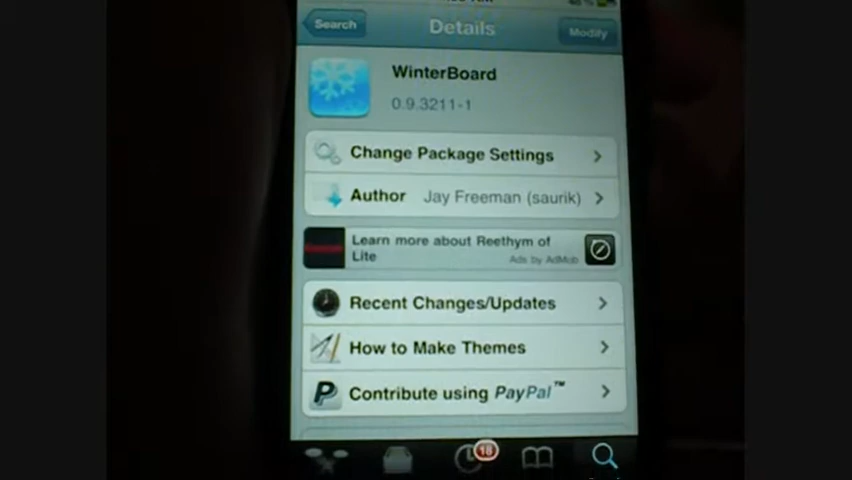 Search
Details
Modify
WinterBoard
0.9.3211-1
Change Package Settings
Author Jay Freeman (saurik)
Learn more about Reethym of
Lite
Ads by AdMob
Recent Changes/Updates
How to Make Themes
Contribute using PayPal™
18